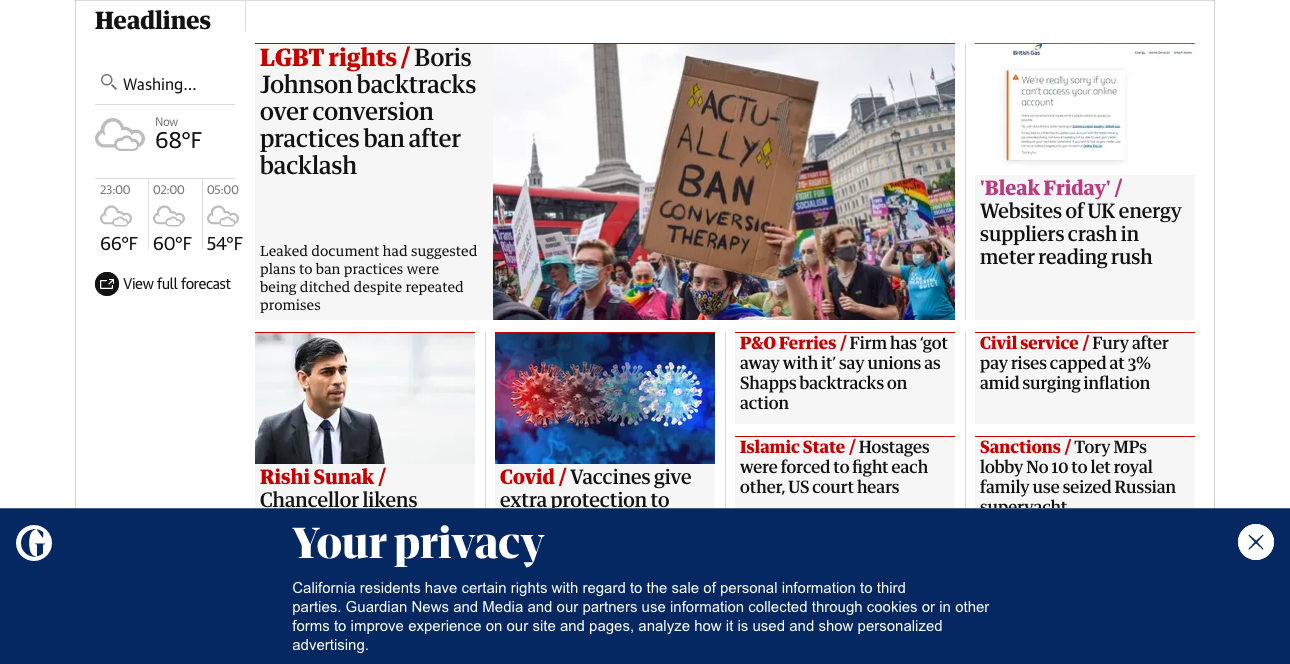 Headlines
Washing...
Now
68°F
23:00
02:00
05:00
66°F
60°F
54°F
View full forecast
LGBT rights / Boris
Johnson backtracks
over conversion
practices ban after
backlash
Leaked document had suggested
plans to ban practices were
being ditched despite repeated
promises
ACTU-
ALLY
BAN
CONVERSION
THERAPY
British Gas
We're really sorry if you
can't access your online
account
'Bleak Friday' /
Websites of UK energy
suppliers crash in
meter reading rush
Rishi Sunak /
Chancellor likens
Covid / Vaccines give
extra protection to
P&O Ferries / Firm has ‘got
away with it’ say unions as
Shapps backtracks on
action
Islamic State / Hostages
were forced to fight each
other, US court hears
Civil service / Fury after
pay rises capped at 3%
amid surging inflation
Sanctions / Tory MPs
lobby No 10 to let royal
family use seized Russian
superyacht
Your privacy
California residents have certain rights with regard to the sale of personal information to third
parties. Guardian News and Media and our partners use information collected through cookies or in other
forms to improve experience on our site and pages, analyze how it is used and show personalized
advertising.